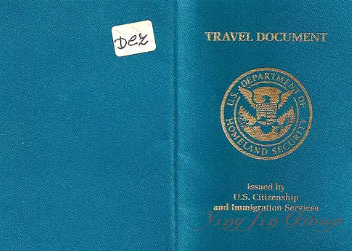 Dez
TRAVEL DOCUMENT
U.S. DEPARTMENT OF
HOMELAND SECURITY
Issued by
U.S. Citizenship
and Immigration Services